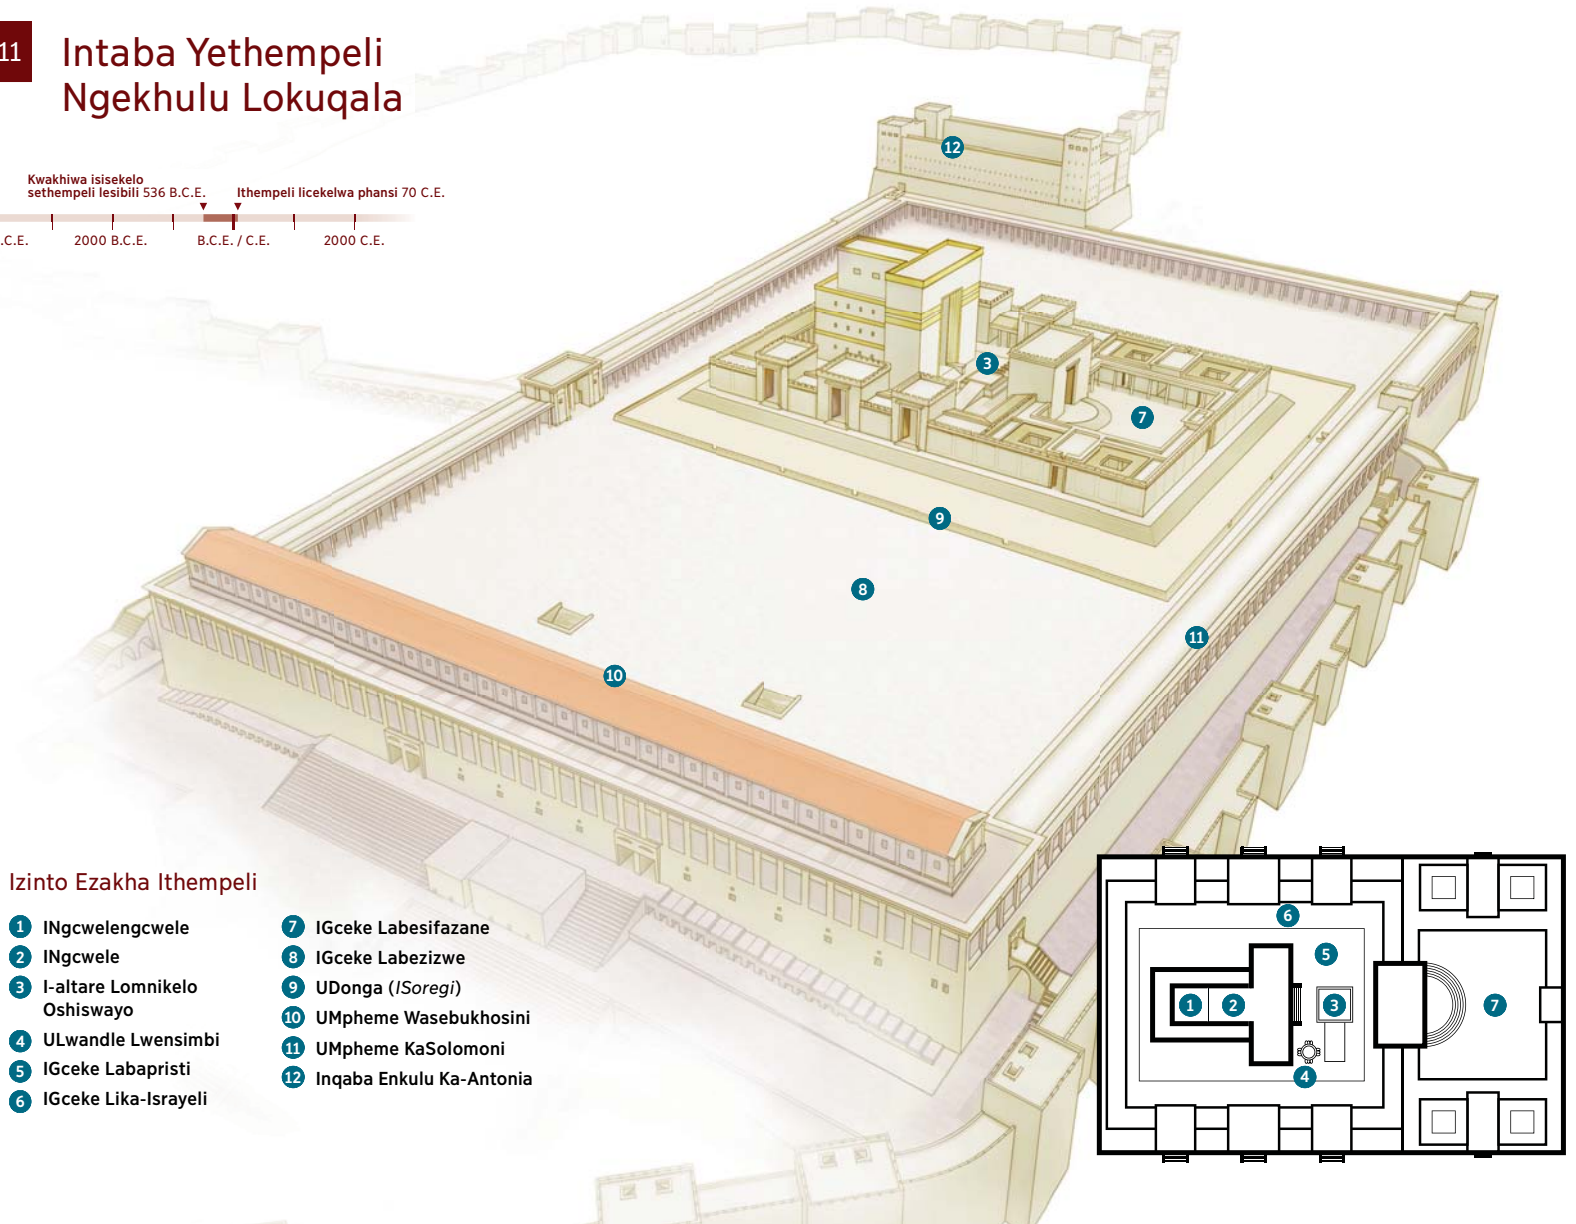 11
Intaba Yethempeli
Ngekhulu Lokuqala
Kwakhiwa isisekelo
sethempeli lesibili 536 B.C.E.
Ithempeli licekelwa phansi 70 C.E.
.C.E.
2000 B.C.E.
B.C.E. / C.E.
2000 C.E.
12
3
7
9
8
11
10
Izinto Ezakha Ithempeli
1 INgcwelengcwele
2 INgcwele
3 I-altare Lomnikelo
Oshiswayo
4 ULwandle Lwensimbi
5 IGceke Labapristi
6 IGceke Lika-Israyeli
7 IGceke Labesifazane
8 IGceke Labezizwe
9 UDonga (ISoregi)
10 UMpheme Wasebukhosini
11 UMpheme KaSolomoni
12 Inqaba Enkulu Ka-Antonia
6
5
1
2
3
7
4